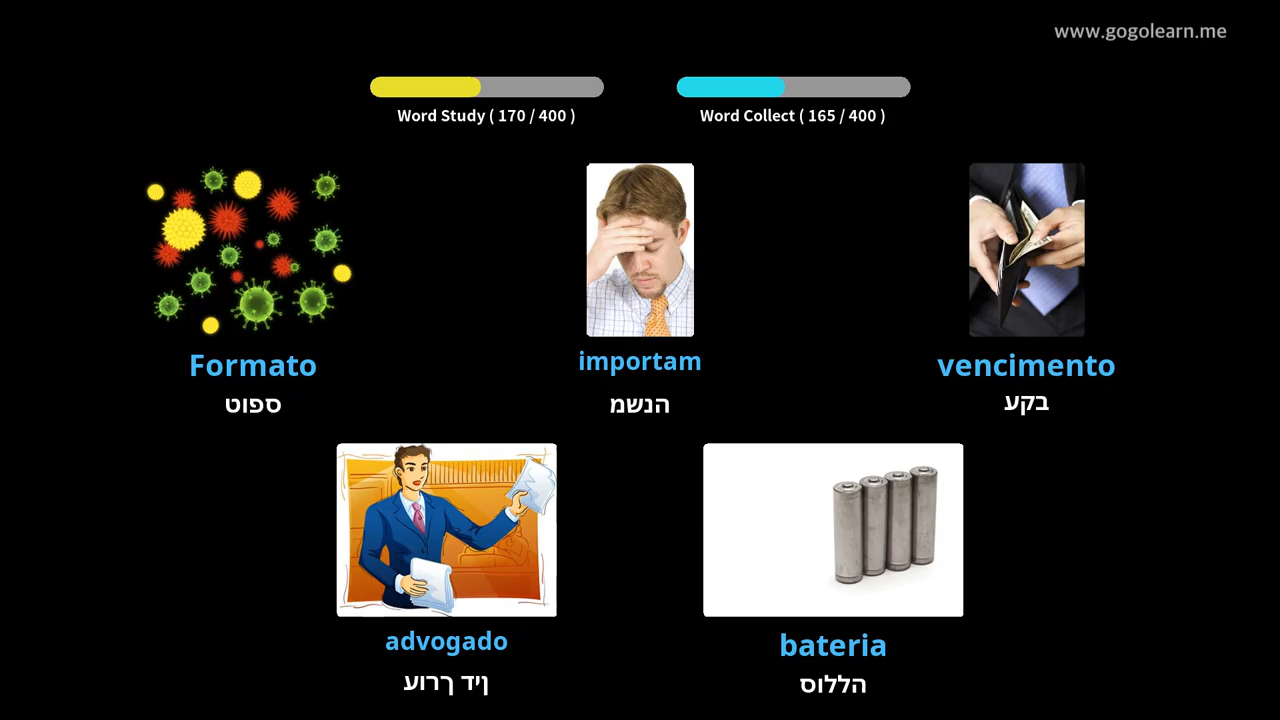 www.gogolearn.me
Word Study ( 170 / 400 )
Word Collect ( 165 / 400 )
Formato
ספוט
importam
הנשמ
vencimento
בקע
advogado
ןיד ךרוע
bateria
הללוס